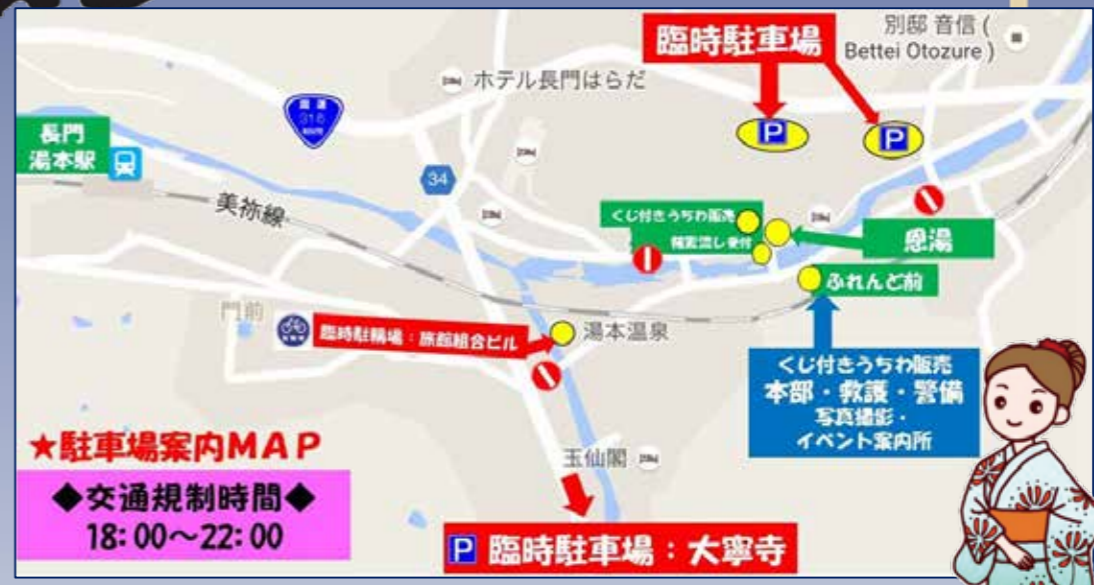 臨時駐車場
別邸 音信 (
Bettei Otozure )
ホテル長門はらだ
P
P
長門
湯本駅
34
美祢線
くじ付きうちわ販売
恩湯
ふれんど前
門前
臨時駐輪場:旅館組合ビル
湯本温泉
くじ付きうちわ販売
本部・救護・警備
写真撮影・
イベント案内所
★駐車場案内MAP
◆交通規制時間◆
18:00〜22:00
玉仙閣
P 臨時駐車場:大寧寺